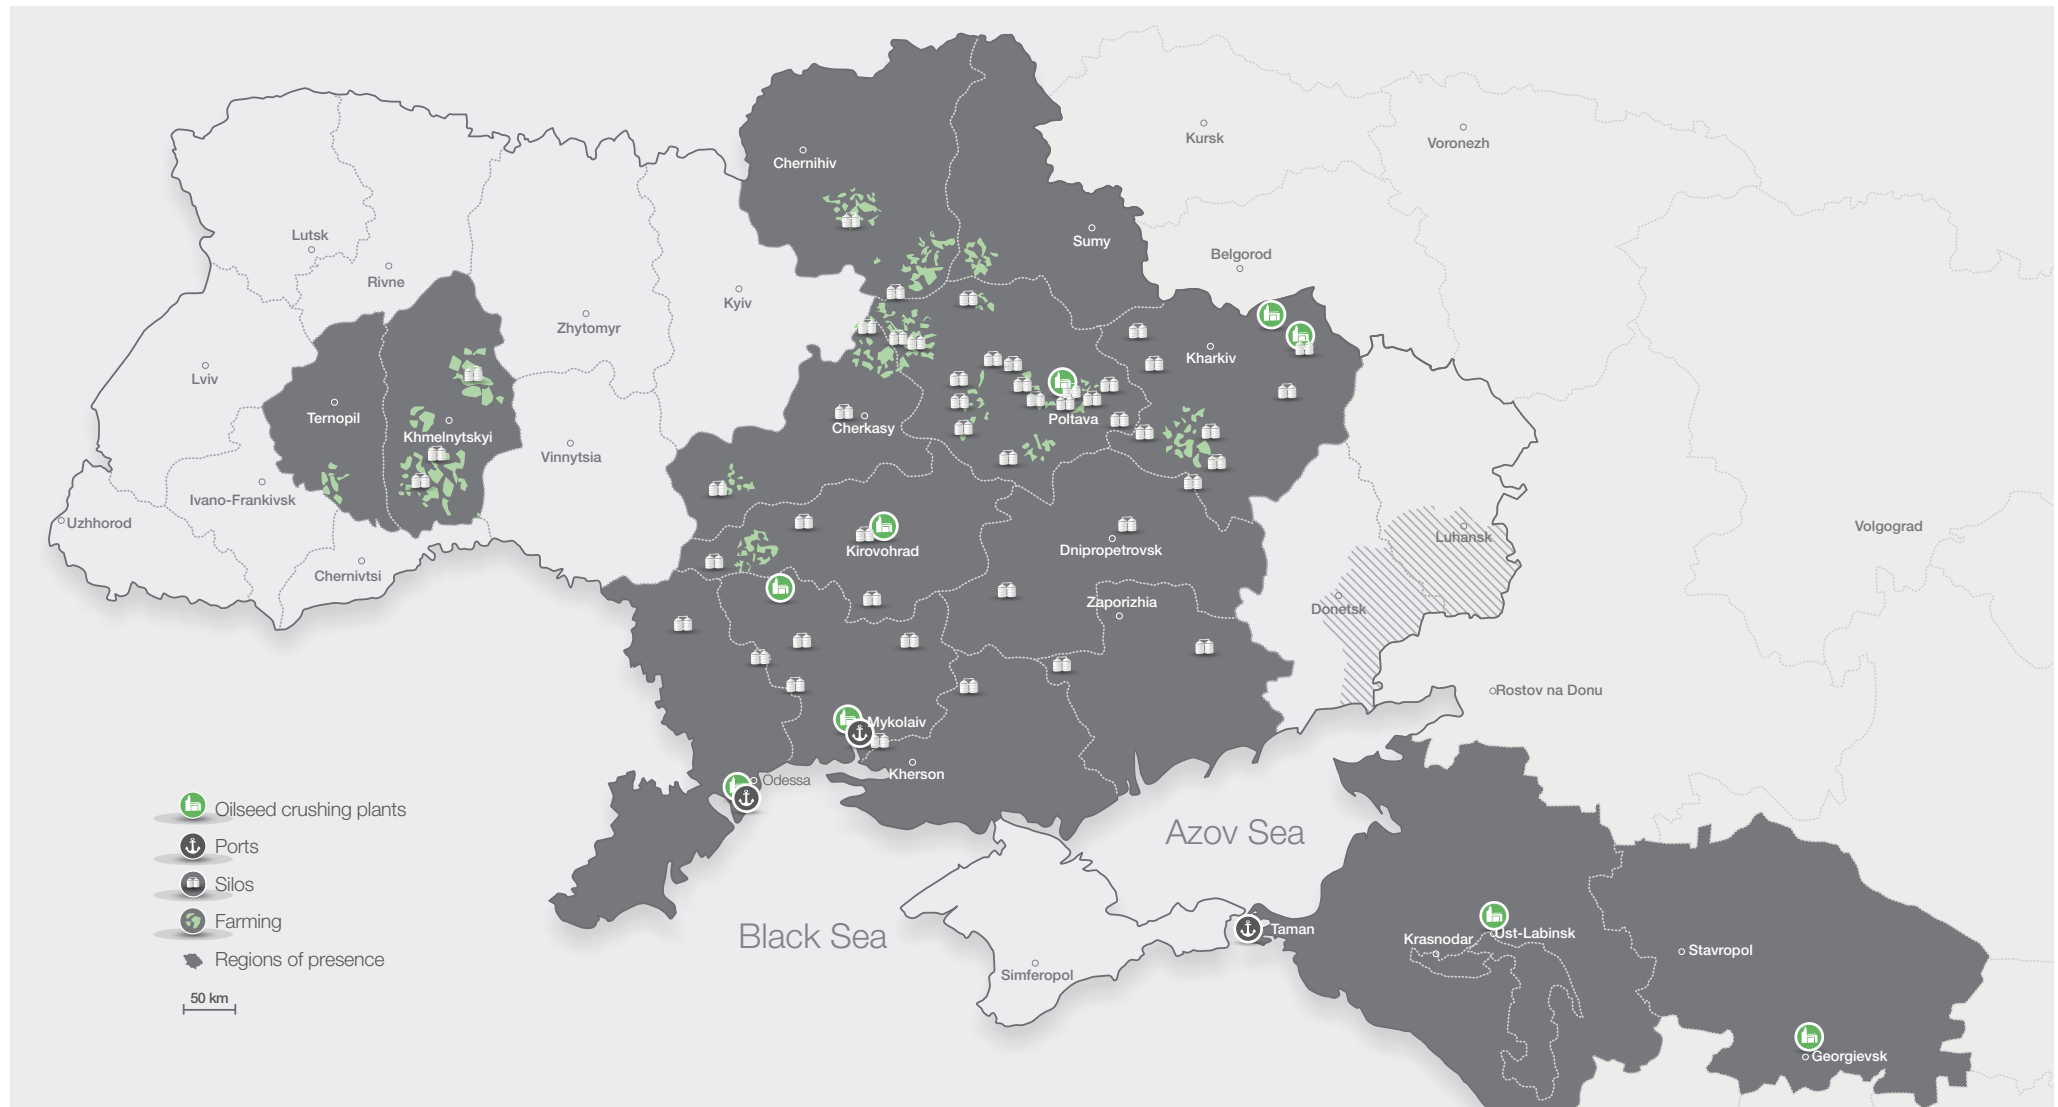 Kursk
Voronezh
Chernihiv
Lutsk
Sumy
Belgorod
Rivne
Kyiv
Zhytomyr
Kharkiv
Lviv
Ternopil
Poltava
Cherkasy
Khmelnytskyi
Vinnytsia
Ivano-Frankivsk
Uzhhorod
Volgograd
Luhansk
Kirovohrad
Dnipropetrovsk
Chernivtsi
Zaporizhia
Donetsk
Rostov na Donu
Mykolaiv
Kherson
Odessa
Oilseed crushing plants
Ports
Silos
Farming
Regions of presence
50 km
Azov Sea
Black Sea
Taman
Krasnodar
Ust-Labinsk
Stavropol
Simferopol
Georgievsk